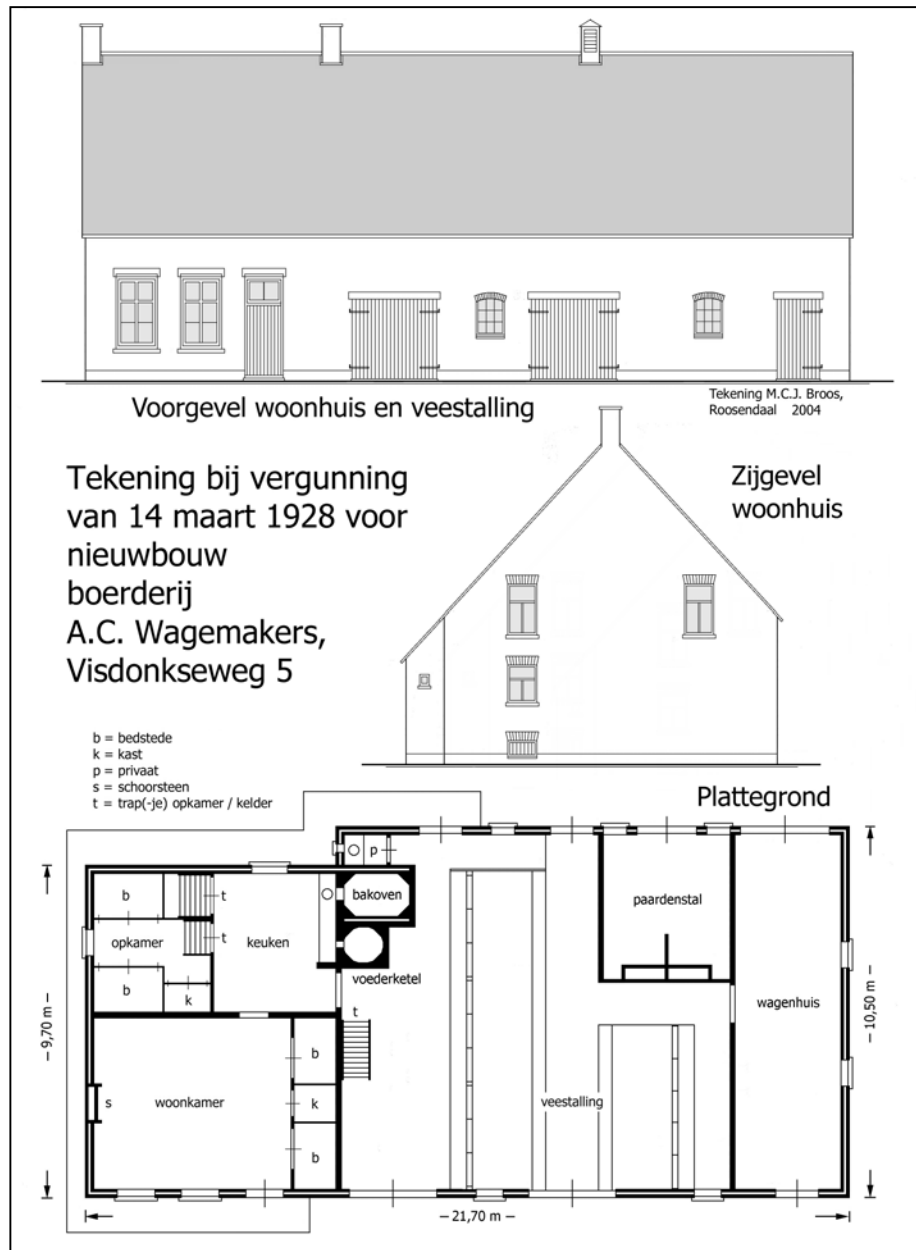 Voorgevel woonhuis en veestalling
Tekening M.C.J. Broos,
Roosendaal 2004
Tekening bij vergunning
van 14 maart 1928 voor
nieuwbouw
boerderij
A.C. Wagemakers,
Visdonkseweg 5
Zijgevel
woonhuis
b = bedstede
k = kast
p = privaat
s = schoorsteen
t = trap(-je) opkamer / kelder
Plattegrond
p
b
t
bakoven
paardenstal
opkamer
t
keuken
b
k
voederketel
wagenhuis
t
– 9,70 m –
– 10,50 m –
b
s
woonkamer
k
veestalling
b
– 21,70 m –